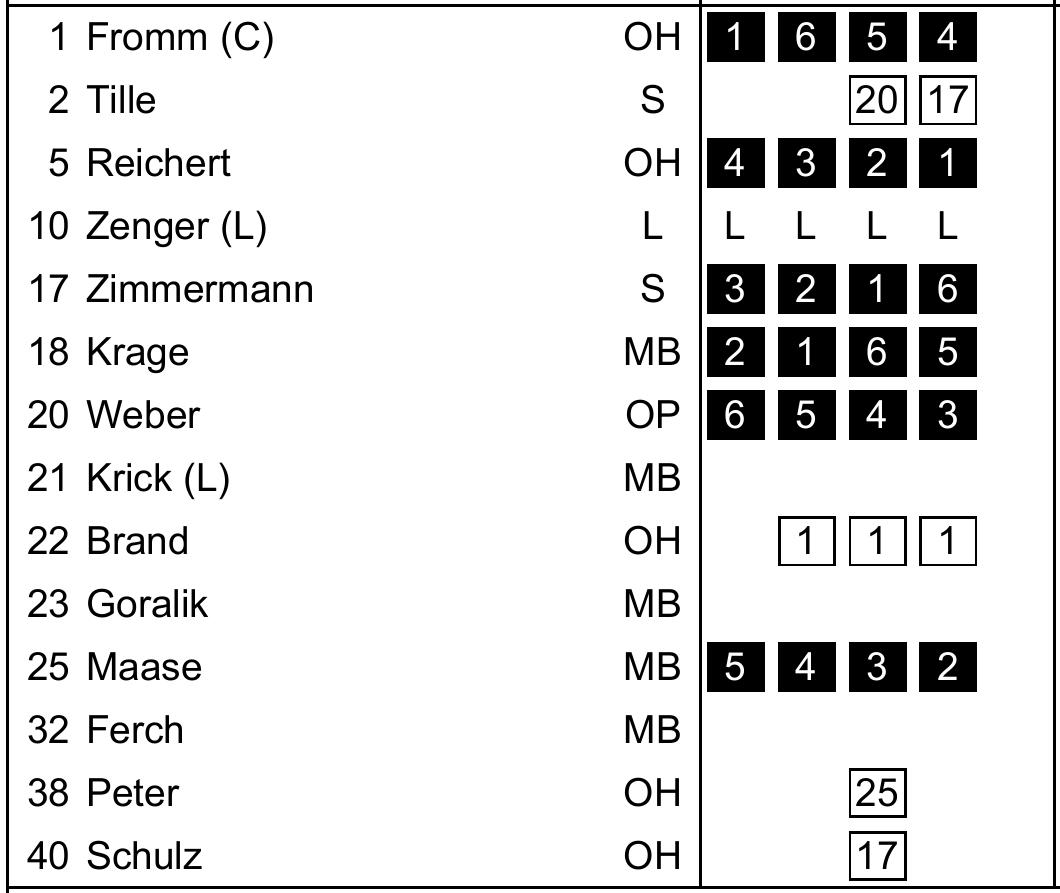 1 Fromm (C) OH 1 6 5 4
2 Tille S 20 17
5 Reichert OH 4 3 2 1
10 Zenger (L) L L L L L
17 Zimmermann S 3 2 1 6
18 Krage MB 2 1 6 5
20 Weber OP 6 5 4 3
21 Krick (L) MB
22 Brand OH 1 1 1
23 Goralik MB
25 Maase MB 5 4 3 2
32 Ferch MB
38 Peter OH 25
40 Schulz OH 17